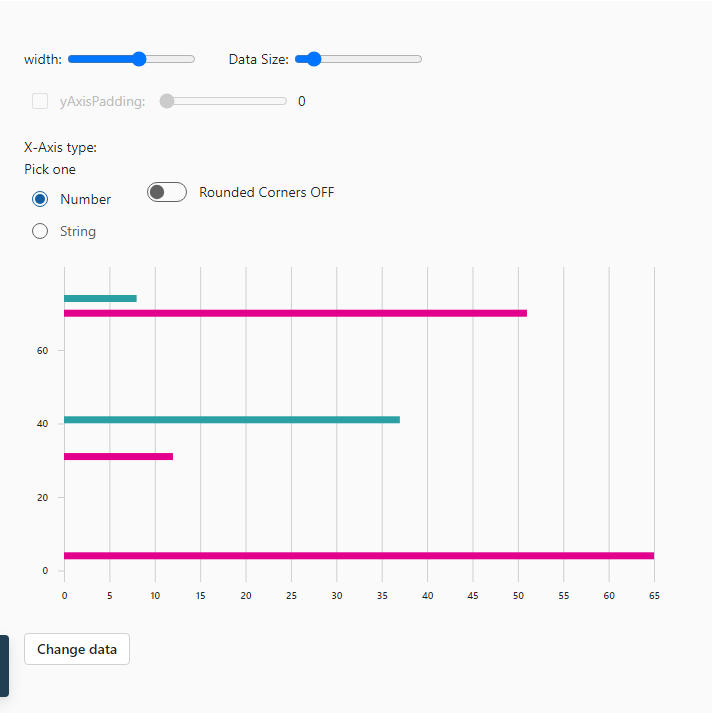 width: Data Size:
yAxisPadding: 0
X-Axis type:
Pick one
Number
Rounded Corners OFF
String
60
40
20
0
0 5 10 15 20 25 30 35 40 45 50 55 60 65
Change data